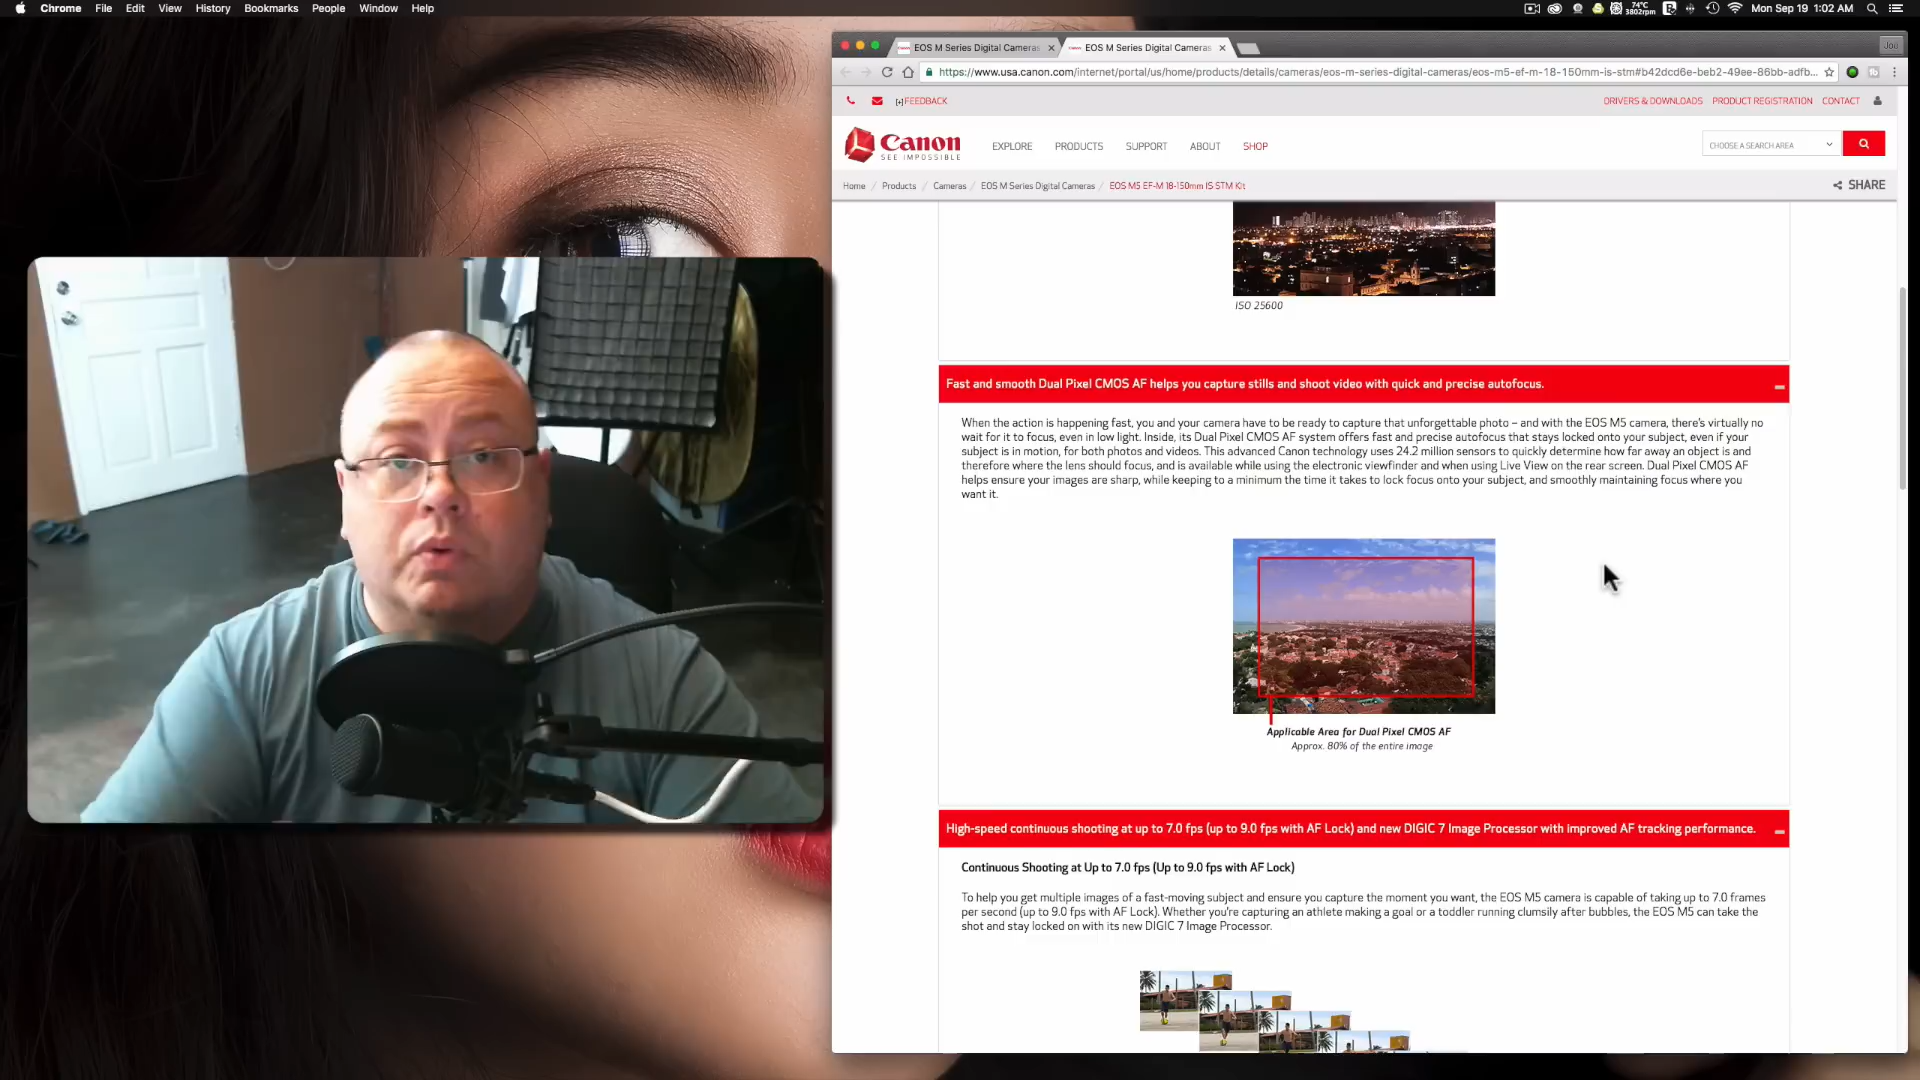 Chrome File Edit View History Bookmarks People Window Help
74°C
3802rpm
Mon Sep 19 1:02 AM
EOS M Series Digital Cameras
EOS M Series Digital Cameras
Joe
https://www.usa.canon.com/internet/portal/us/home/products/details/cameras/eos-m-series-digital-cameras/eos-m5-ef-m-18-150mm-is-stm#b42dcd6e-beb2-49ee-86bb-adfb...
[+] FEEDBACK
DRIVERS & DOWNLOADS PRODUCT REGISTRATION CONTACT
Canon
SEE IMPOSSIBLE
EXPLORE PRODUCTS SUPPORT ABOUT SHOP
CHOOSE A SEARCH AREA
Home / Products / Cameras / EOS M Series Digital Cameras / EOS M5 EF-M 18-150mm IS STM Kit
SHARE
ISO 25600
Fast and smooth Dual Pixel CMOS AF helps you capture stills and shoot video with quick and precise autofocus.
When the action is happening fast, you and your camera have to be ready to capture that unforgettable photo – and with the EOS M5 camera, there's virtually no
wait for it to focus, even in low light. Inside, its Dual Pixel CMOS AF system offers fast and precise autofocus that stays locked onto your subject, even if your
subject is in motion, for both photos and videos. This advanced Canon technology uses 24.2 million sensors to quickly determine how far away an object is and
therefore where the lens should focus, and is available while using the electronic viewfinder and when using Live View on the rear screen. Dual Pixel CMOS AF
helps ensure your images are sharp, while keeping to a minimum the time it takes to lock focus onto your subject, and smoothly maintaining focus where you
want it.
Applicable Area for Dual Pixel CMOS AF
Approx. 80% of the entire image
High-speed continuous shooting at up to 7.0 fps (up to 9.0 fps with AF Lock) and new DIGIC 7 Image Processor with improved AF tracking performance.
Continuous Shooting at Up to 7.0 fps (Up to 9.0 fps with AF Lock)
To help you get multiple images of a fast-moving subject and ensure you capture the moment you want, the EOS M5 camera is capable of taking up to 7.0 frames
per second (up to 9.0 fps with AF Lock). Whether you're capturing an athlete making a goal or a toddler running clumsily after bubbles, the EOS M5 can take the
shot and stay locked on with its new DIGIC 7 Image Processor.